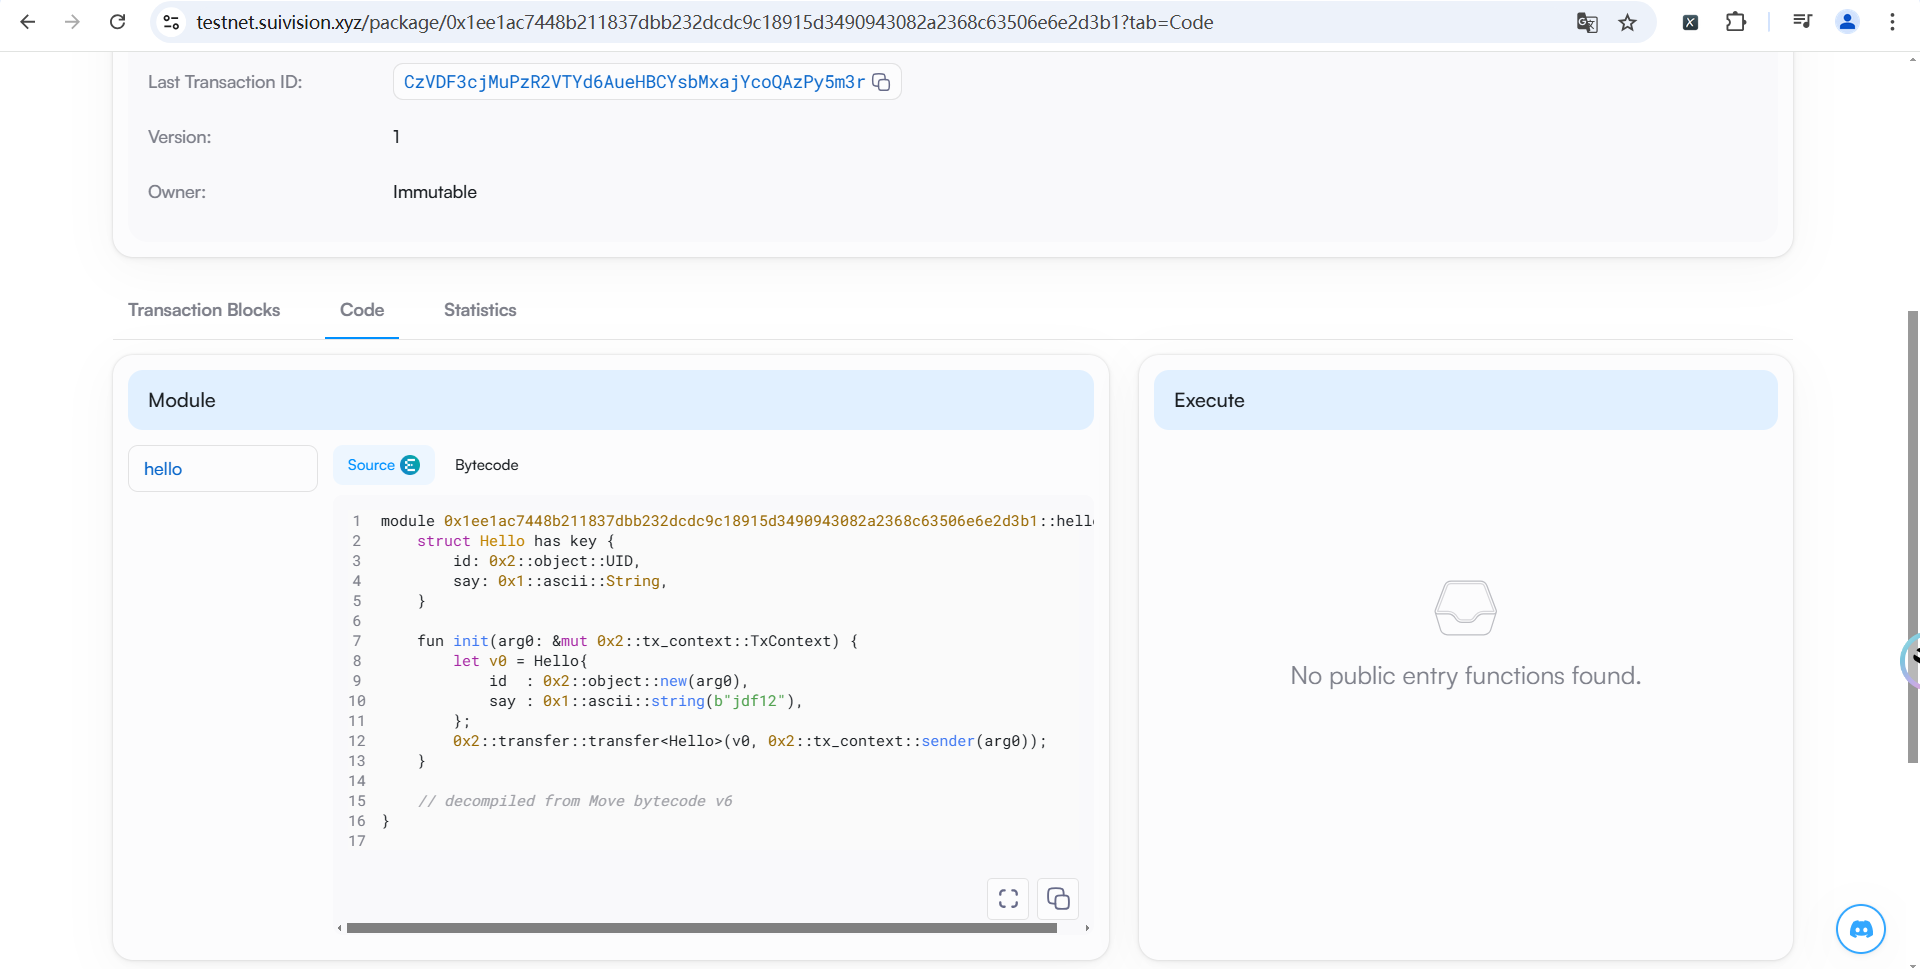 testnet.suivision.xyz/package/0x1ee1ac7448b211837dbb232dcdc9c18915d3490943082a2368c63506e6e2d3b1?tab=Code
Last Transaction ID: CzVDF3cjMuPzR2VTYd6AueHBCYsbMxajYcoQAzPy5m3r
Version: 1
Owner: Immutable
Transaction Blocks Code Statistics
Module
hello
Source Bytecode
1 module 0x1ee1ac7448b211837dbb232dcdc9c18915d3490943082a2368c63506e6e2d3b1::hello
2 struct Hello has key {
3 id: 0x2::object::UID,
4 say: 0x1::ascii::String,
5 }
6
7 fun init(arg0: &mut 0x2::tx_context::TxContext) {
8 let v0 = Hello{
9 id  : 0x2::object::new(arg0),
10 say : 0x1::ascii::string(b"jdf12"),
11 };
12 0x2::transfer::transfer<Hello>(v0, 0x2::tx_context::sender(arg0));
13 }
14
15 // decompiled from Move bytecode v6
16 }
17
Execute
No public entry functions found.